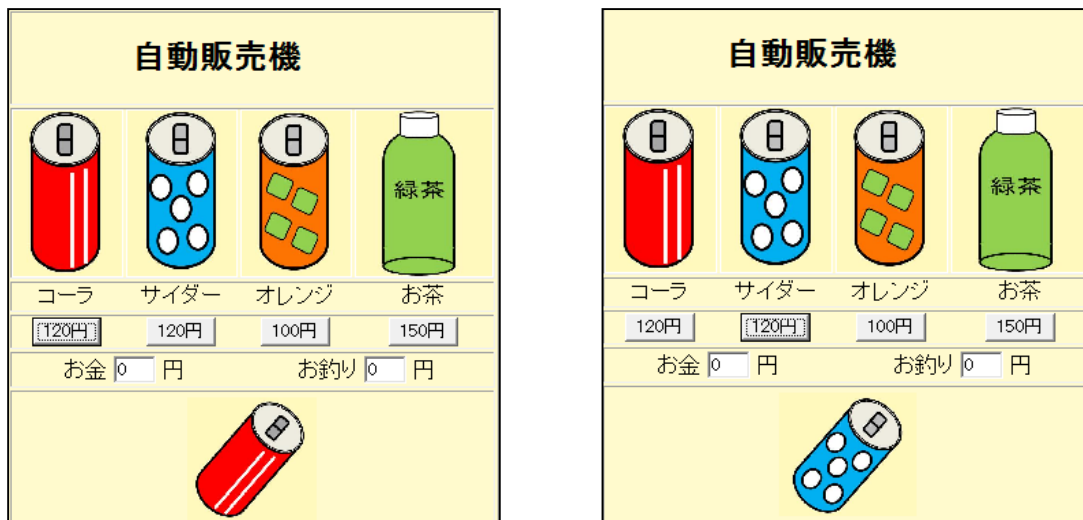 自動販売機
緑茶
コーラ サイダー オレンジ お茶
120円 120円 100円 150円
お金 0 円 お釣り 0 円
自動販売機
緑茶
コーラ サイダー オレンジ お茶
120円 120円 100円 150円
お金 0 円 お釣り 0 円